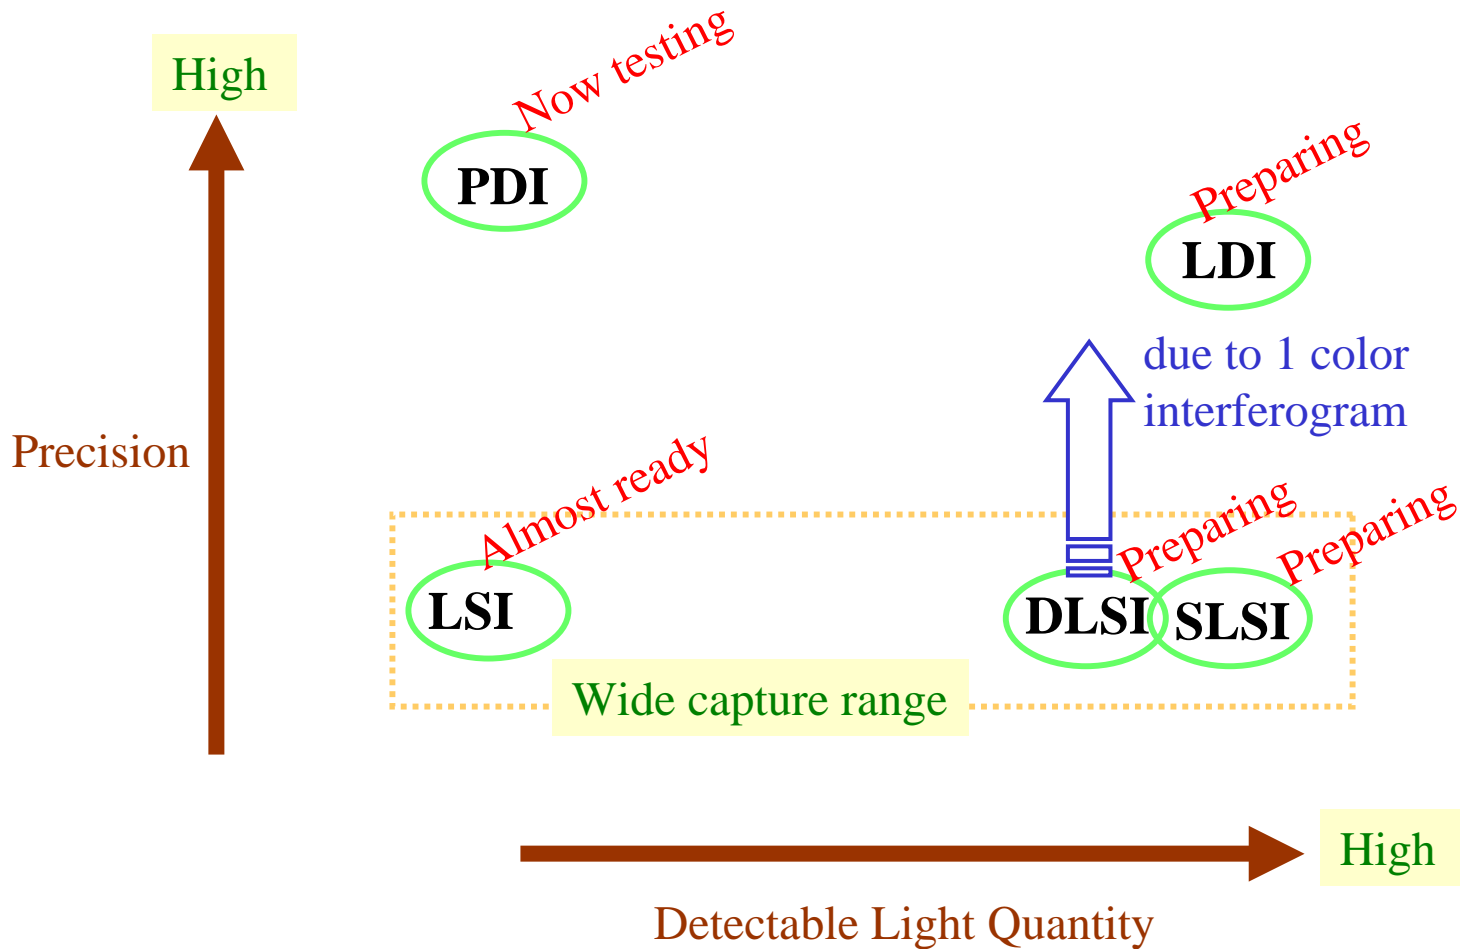 High
Now testing
PDI
Preparing
LDI
due to 1 color
interferogram
Precision
Almost ready
Preparing
Preparing
LSI
DLSI
SLSI
Wide capture range
High
Detectable Light Quantity